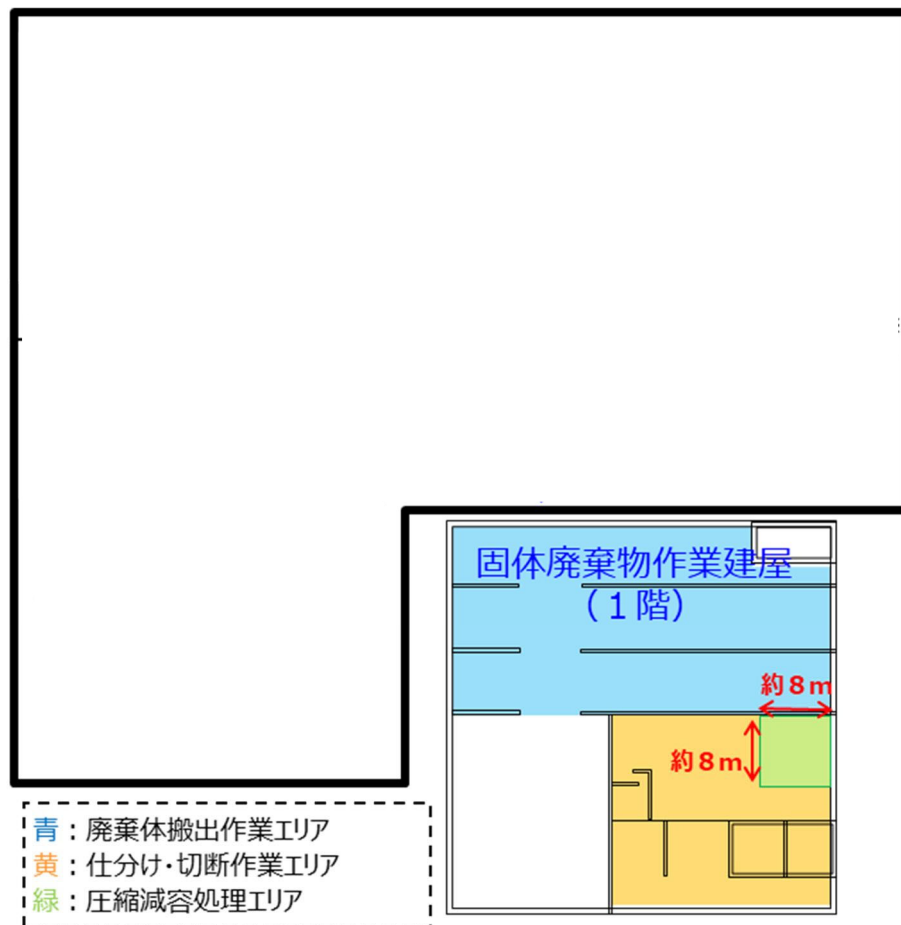 固体廃棄物作業建屋
（１階）
約８ｍ
約８ｍ
青：廃棄体搬出作業エリア
黄：仕分け・切断作業エリア
緑：圧縮減容処理エリア